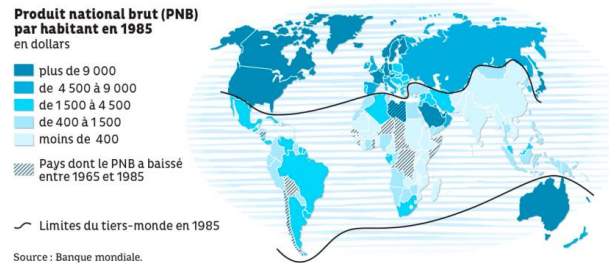 Produit national brut (PNB)
par habitant en 1985
en dollars
plus de 9 000
de 4 500 à 9 000
de 1 500 à 4 500
de 400 à 1 500
moins de 400
Pays dont le PNB a baissé
entre 1965 et 1985
Limites du tiers-monde en 1985
Source : Banque mondiale.